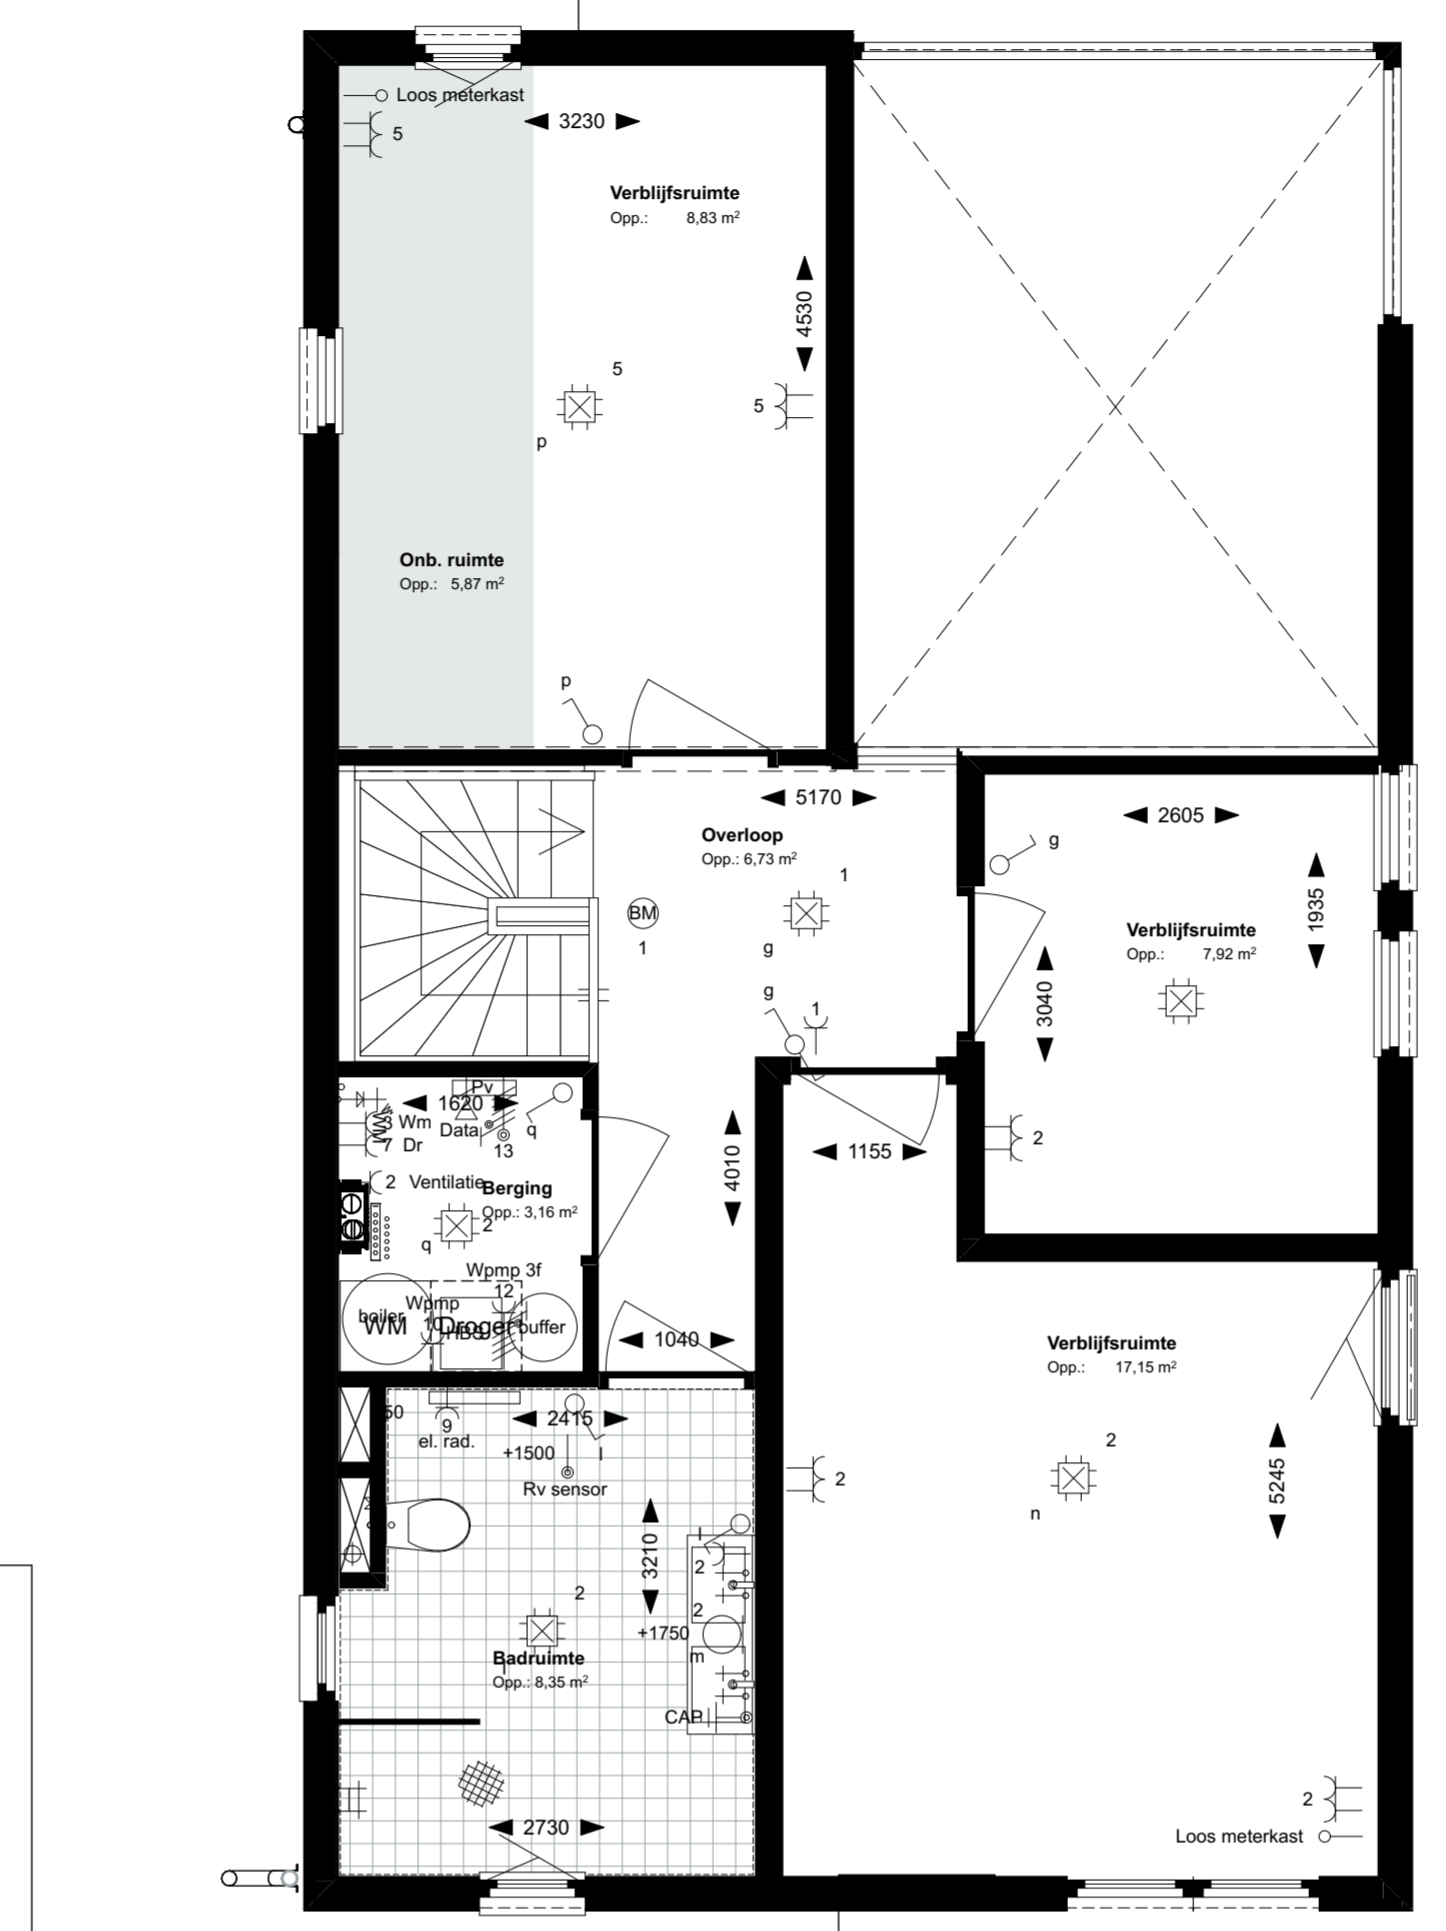 Loos meterkast
5
3230
Verblijfsruimte
Opp.: 8,83 m²
4530
5
5
p
Onb. ruimte
Opp.: 5,87 m²
p
5170
2605
Overloop
Opp.: 6,73 m²
g
1
1935
BM
1
g
Verblijfsruimte
Opp.: 7,92 m²
g
1
3040
Pv
1620
3 Wm
Data
q
7 Dr
13
2
4010
1155
2 Ventilatie
Berging
Opp.: 3,16 m²
2
q
Wpmp 3f
12
Wpmp
boiler
10
WM
Droger
HBS
buffer
1040
Verblijfsruimte
Opp.: 17,15 m²
50
9
2415
el. rad.
+1500
l
Rv sensor
2
2
n
5245
3210
l
2
2
2
+1750
m
Badruimte
Opp.: 8,35 m²
l
CAP
2
2730
Loos meterkast